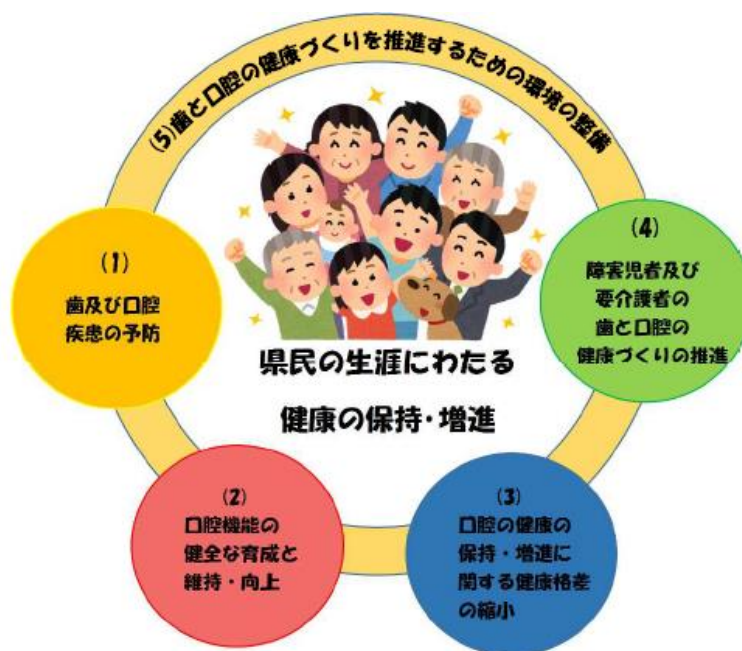 (5)歯と口腔の健康づくりを推進するための環境の整備
(1)
歯及び口腔
疾患の予防
(4)
障害児者及び
要介護者の
歯と口腔の
健康づくりの推進
県民の生涯にわたる
健康の保持・増進
(2)
口腔機能の
健全な育成と
維持・向上
(3)
口腔の健康の
保持・増進に
関する健康格差
の縮小